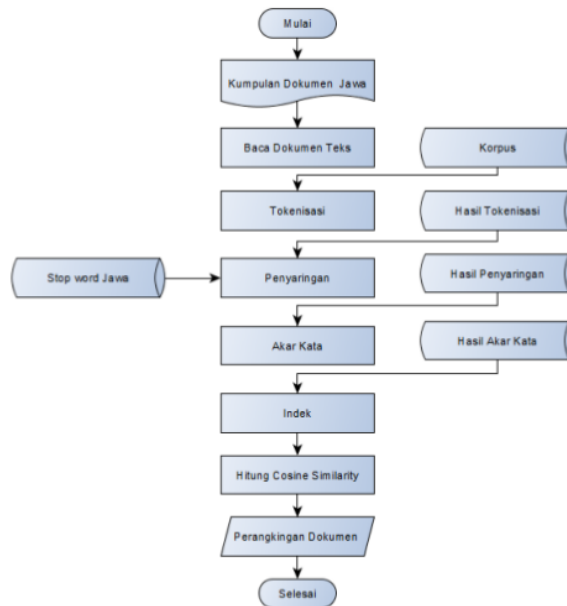 Mulai
Kumpulan Dokumen Jawa
Baca Dokumen Teks
Korpus
Tokenisasi
Hasil Tokenisasi
Stop word Jawa
Penyaringan
Hasil Penyaringan
Akar Kata
Hasil Akar Kata
Indek
Hitung Cosine Similarity
Perangkingan Dokumen
Selesai